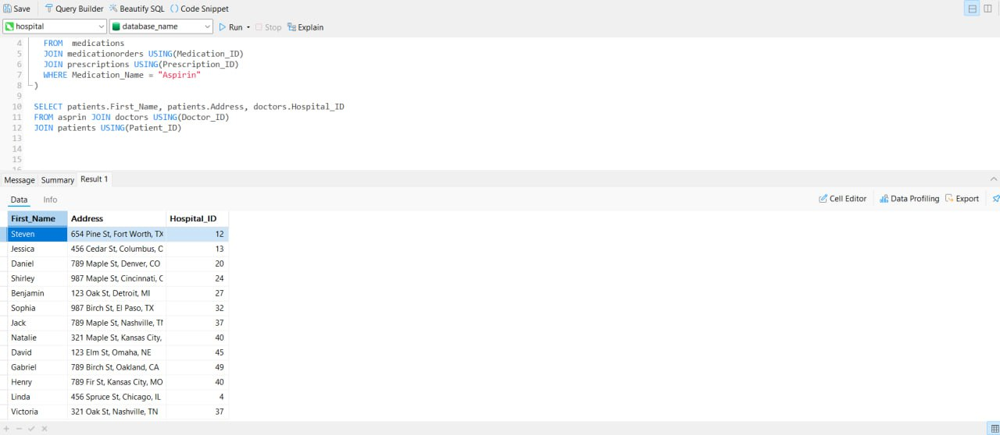 Save Query Builder Beautify SQL () Code Snippet
hospital database_name Run Stop Explain
4 FROM medications
5 JOIN medicationorders USING(Medication_ID)
6 JOIN prescriptions USING(Prescription_ID)
7 WHERE Medication_Name = "Aspirin"
8 )
9
10 SELECT patients.First_Name, patients.Address, doctors.Hospital_ID
11 FROM asprin JOIN doctors USING(Doctor_ID)
12 JOIN patients USING(Patient_ID)
13
14
15
16
Message Summary Result 1
Data Info Cell Editor Data Profiling Export
First_Name Address Hospital_ID
Steven 654 Pine St, Fort Worth, TX 12
Jessica 456 Cedar St, Columbus, O 13
Daniel 789 Maple St, Denver, CO 20
Shirley 987 Maple St, Cincinnati, C 24
Benjamin 123 Oak St, Detroit, MI 27
Sophia 987 Birch St, El Paso, TX 32
Jack 789 Maple St, Nashville, TN 37
Natalie 321 Maple St, Kansas City, 40
David 123 Elm St, Omaha, NE 45
Gabriel 789 Birch St, Oakland, CA 49
Henry 789 Fir St, Kansas City, MO 40
Linda 456 Spruce St, Chicago, IL 4
Victoria 321 Oak St, Nashville, TN 37